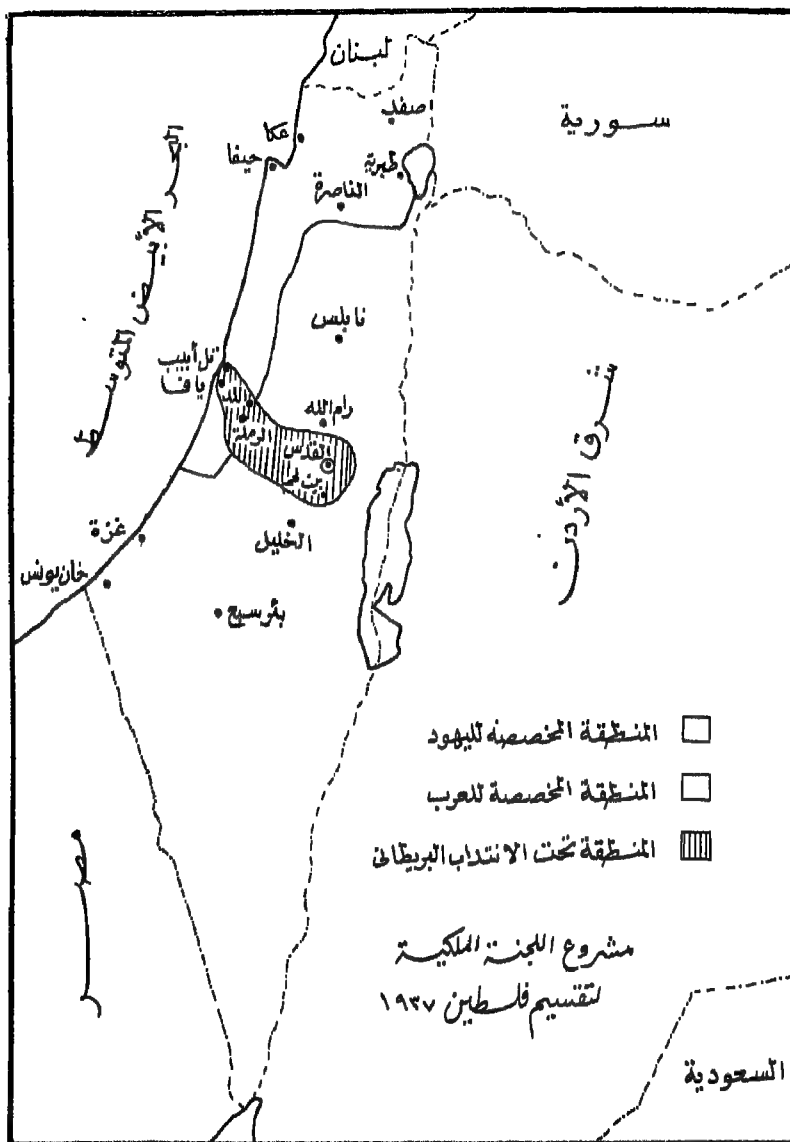 لبنان
سورية
صفد
عكا
حيفا
طبرية
الناصرة
البحر الأبيض المتوسط
نابلس
تل أبيب
يافا
اللد
الرملة
رام الله
القدس
بيت لحم
شرق الأردن
الخليل
غزة
خان يونس
بئر سبع
المنطقة المخصصه لليهود
المنطقة المخصصة للعرب
المنطقة تحت الانتداب البريطانى
مصر
مشروع اللجنة الملكية
لتقسيم فلسطين ١٩٣٧
السعودية